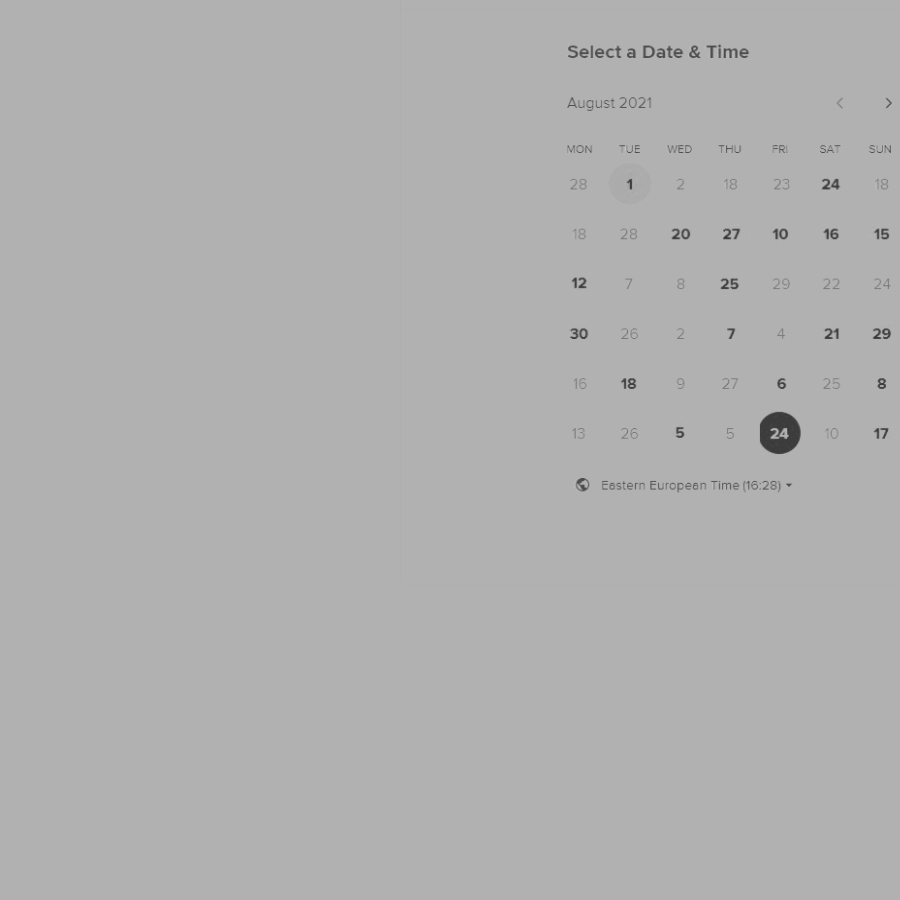 Select a Date & Time
August 2021
MON TUE WED THU FRI SAT SUN
28 1 2 18 23 24 18
18 28 20 27 10 16 15
12 7 8 25 29 22 24
30 26 2 7 4 21 29
16 18 9 27 6 25 8
13 26 5 5 24 10 17
Eastern European Time (16:28)